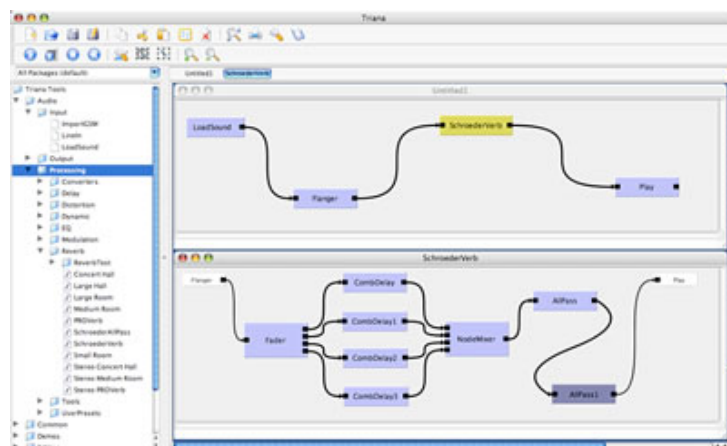 Triana
All Packages (default)
Untitled1 SchroederVerb
Triana Tools
Audio
Input
ImportGSM
LineIn
LoadSound
Output
Processing
Converters
Delay
Distortion
Dynamic
EQ
Modulation
Reverb
ReverbTest
Concert Hall
Large Hall
Large Room
Medium Room
PROVerb
SchroederAllPass
SchroederVerb
Small Room
Stereo Concert Hall
Stereo Medium Room
Stereo PROVerb
Tools
UserPresets
Common
Demos
Untitled1
LoadSound
SchroederVerb
Flanger
Play
SchroederVerb
Flanger
Play
CombDelay
AllPass
CombDelay1
Fader
NodeMixer
CombDelay2
CombDelay3
AllPass1